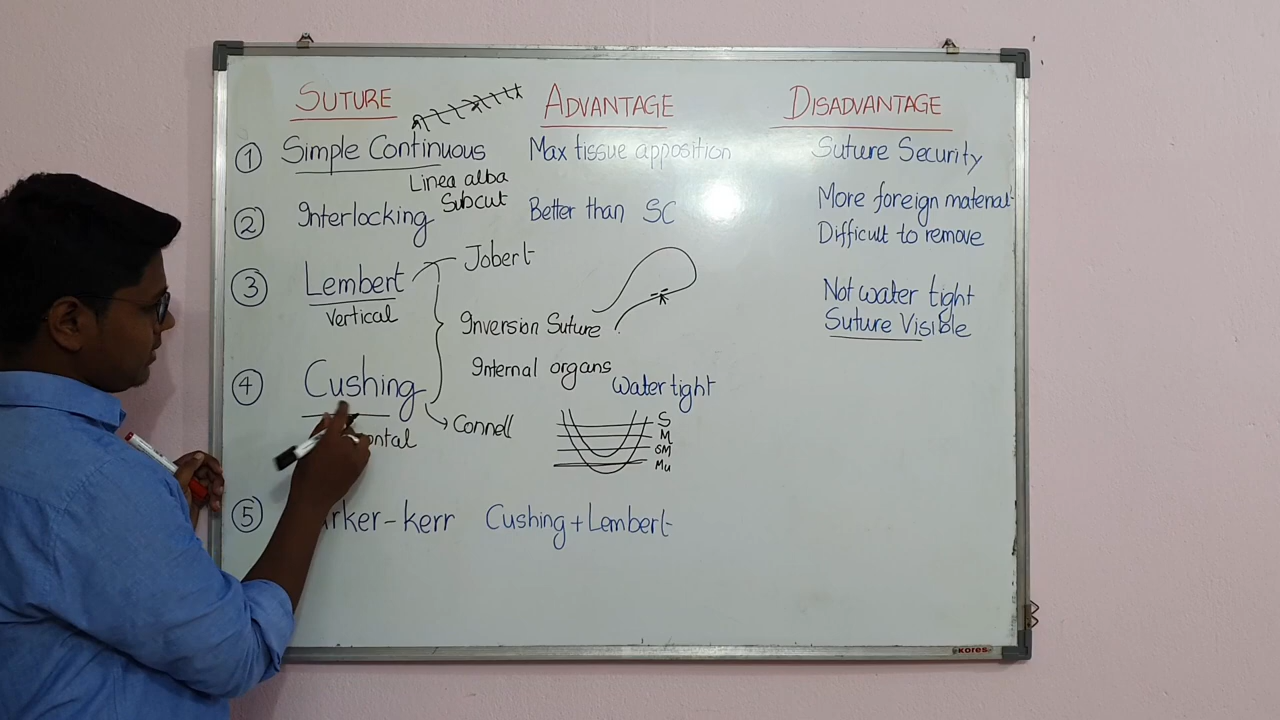 SUTURE ADVANTAGE DISADVANTAGE
1 Simple Continuous Max tissue apposition Suture Security
Linea alba
Subcut
2 Interlocking Better than SC More foreign material
Difficult to remove
3 Lembert Jobert
Vertical
Not water tight
Suture Visible
Inversion Suture
Internal organs
4 Cushing Water tight
Connell
S
M
SM
Mu
5 Cushing+Lembert
kerr
KORES